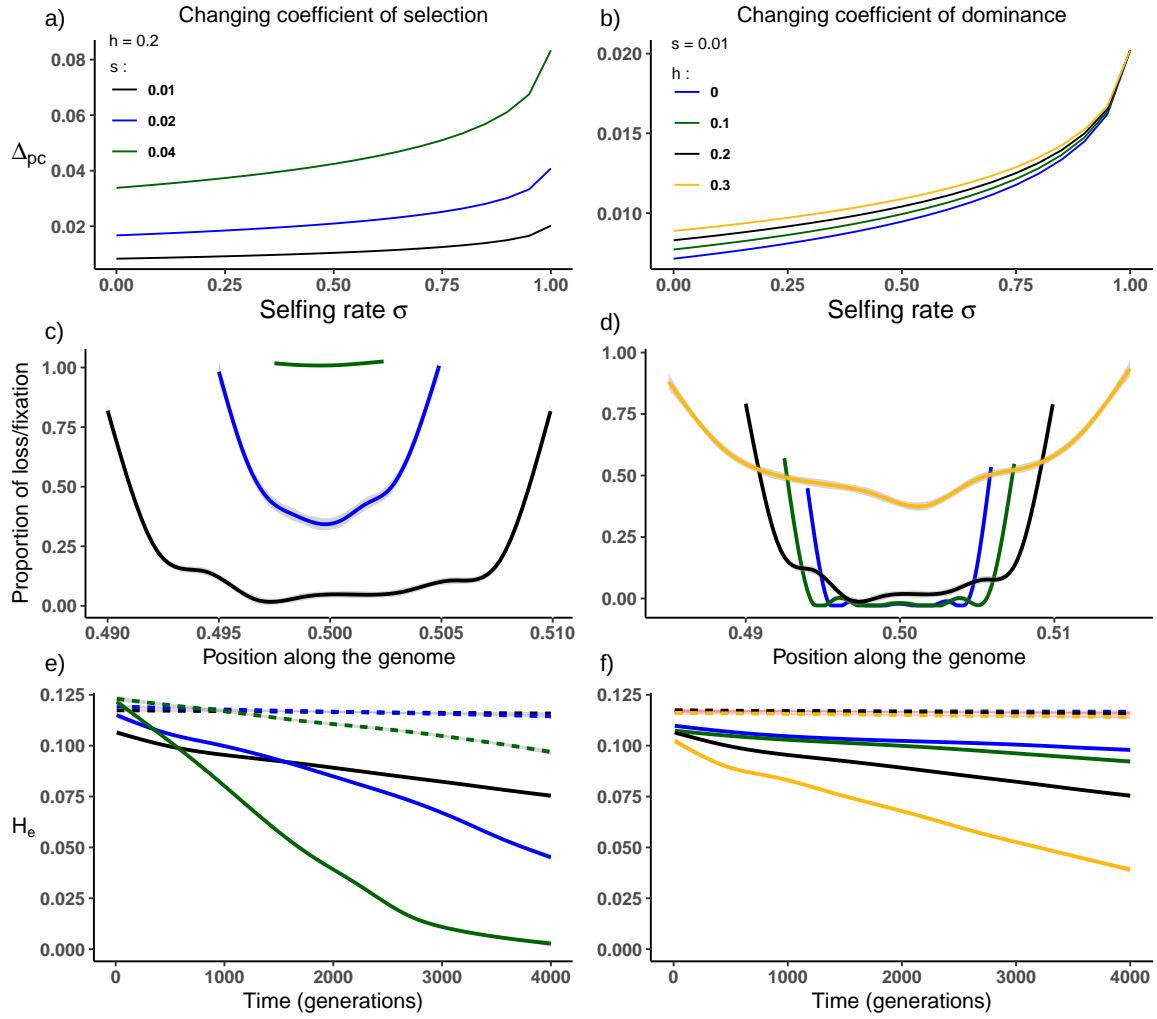 a) Changing coefficient of selection
h = 0.2
s :
0.01
0.02
0.04
0.08
0.06
0.04
0.02
Δpc
0.00 0.25 0.50 0.75 1.00
Selfing rate σ
b) Changing coefficient of dominance
s = 0.01
h :
0
0.1
0.2
0.3
0.020
0.015
0.010
0.00 0.25 0.50 0.75 1.00
Selfing rate σ
c)
1.00
0.75
0.50
0.25
0.00
Proportion of loss/fixation
0.490 0.495 0.500 0.505 0.510
Position along the genome
d)
1.00
0.75
0.50
0.25
0.00
0.49 0.50 0.51
Position along the genome
e)
0.125
0.100
0.075
0.050
0.025
0.000
He
0 1000 2000 3000 4000
Time (generations)
f)
0.125
0.100
0.075
0.050
0.025
0.000
0 1000 2000 3000 4000
Time (generations)